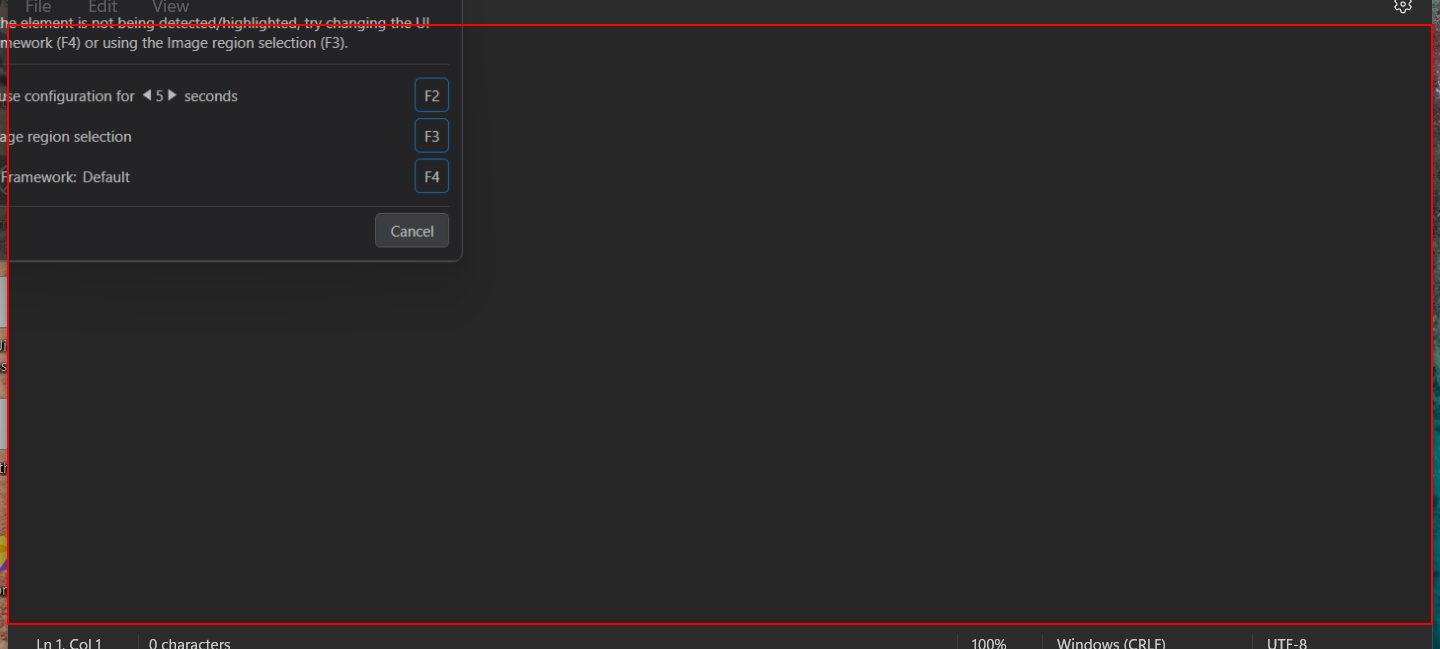 File Edit View
he element is not being detected/highlighted, try changing the UI
mework (F4) or using the Image region selection (F3).
use configuration for 5 seconds F2
age region selection F3
Framework: Default F4
Cancel
Ln 1, Col 1 0 characters 100% Windows (CRLF) UTF-8